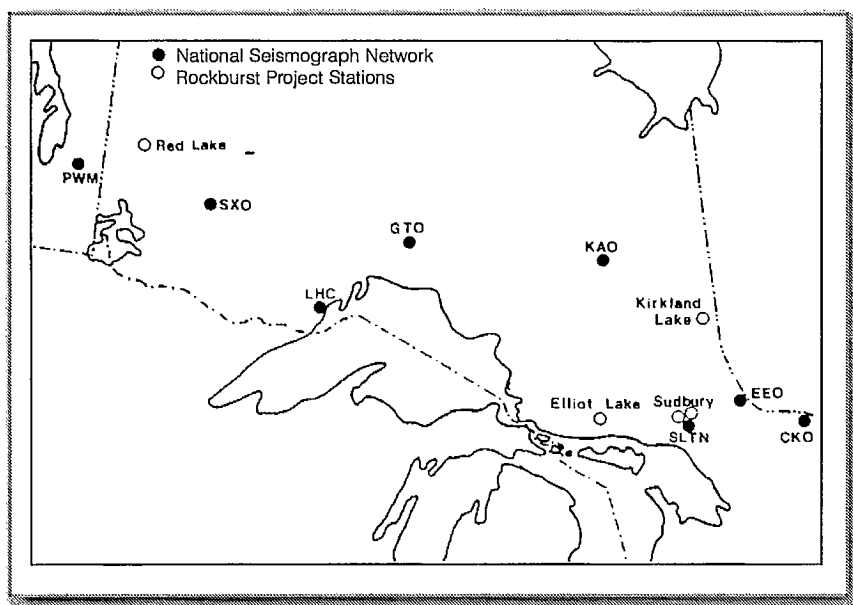 National Seismograph Network
Rockburst Project Stations
Red Lake
PWM
SXO
GTO
KAO
LHC
Kirkland
Lake
EEO
Elliot Lake
Sudbury
SLTN
CKO